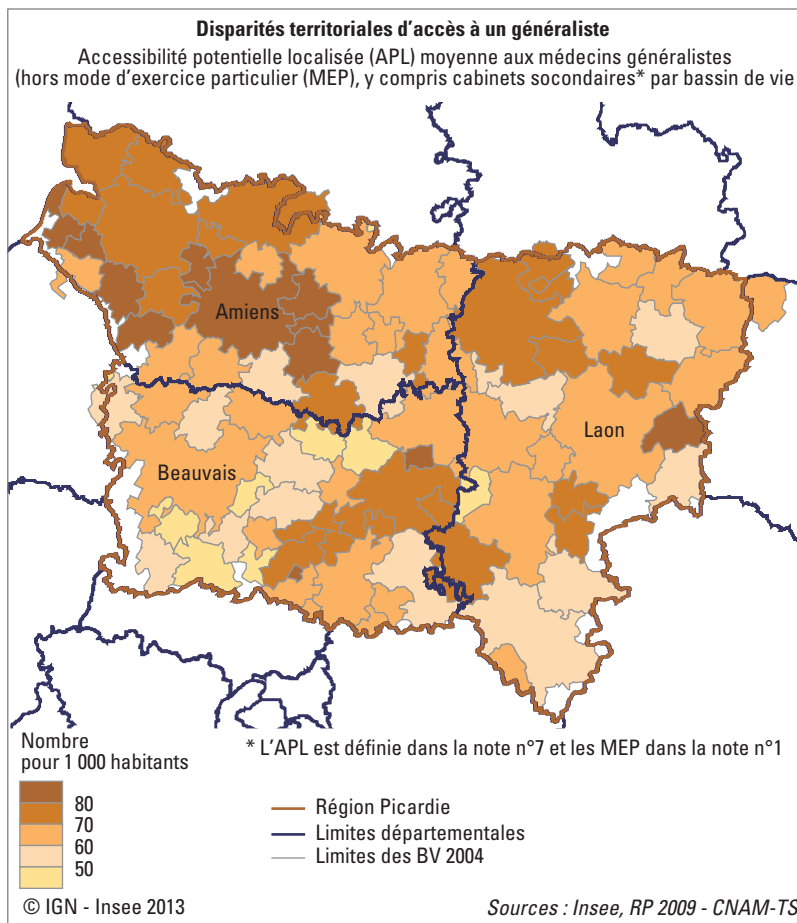 Disparités territoriales d’accès à un généraliste
Accessibilité potentielle localisée (APL) moyenne aux médecins généralistes
(hors mode d’exercice particulier (MEP), y compris cabinets socondaires* par bassin de vie
Amiens
Laon
Beauvais
* L’APL est définie dans la note n°7 et les MEP dans la note n°1
Nombre
pour 1 000 habitants
80
70
60
50
Région Picardie
Limites départementales
Limites des BV 2004
© IGN - Insee 2013
Sources : Insee, RP 2009 - CNAM-TS